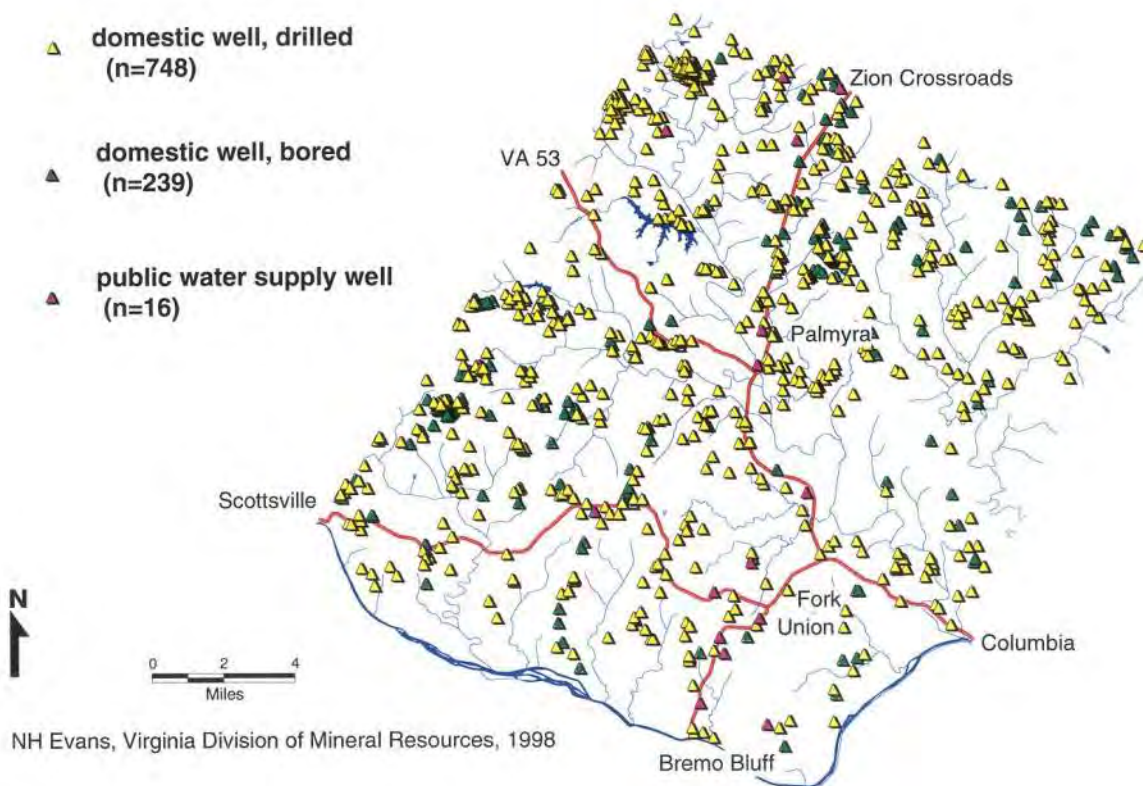 domestic well, drilled
(n=748)
domestic well, bored
(n=239)
public water supply well
(n=16)
Zion Crossroads
VA 53
Palmyra
Scottsville
Fork
Union
Columbia
Bremo Bluff
N
0 2 4
Miles
NH Evans, Virginia Division of Mineral Resources, 1998